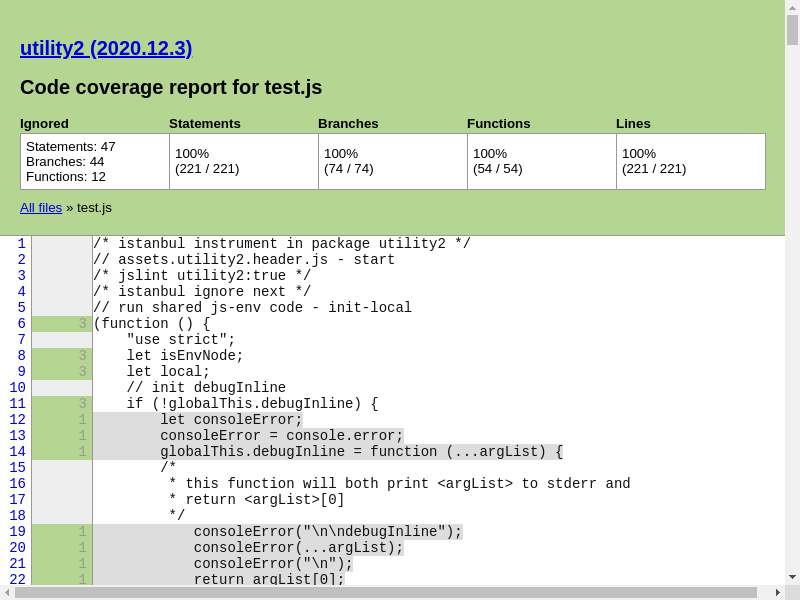 utility2 (2020.12.3)
Code coverage report for test.js
Ignored Statements Branches Functions Lines
Statements: 47
Branches: 44
Functions: 12
100% 100% 100% 100%
(221 / 221) (74 / 74) (54 / 54) (221 / 221)
All files » test.js
1 /* istanbul instrument in package utility2 */
2 // assets.utility2.header.js - start
3 /* jslint utility2:true */
4 /* istanbul ignore next */
5 // run shared js-env code - init-local
6 3 (function () {
7     "use strict";
8 3     let isEnvNode;
9 3     let local;
10     // init debugInline
11 3     if (!globalThis.debugInline) {
12 1         let consoleError;
13 1         consoleError = console.error;
14 1         globalThis.debugInline = function (...argList) {
15         /*
16          * this function will both print <argList> to stderr and
17          * return <argList>[0]
18          */
19 1             consoleError("\n\ndebugInline");
20 1             consoleError(...argList);
21 1             consoleError("\n");
22 1             return argList[0];